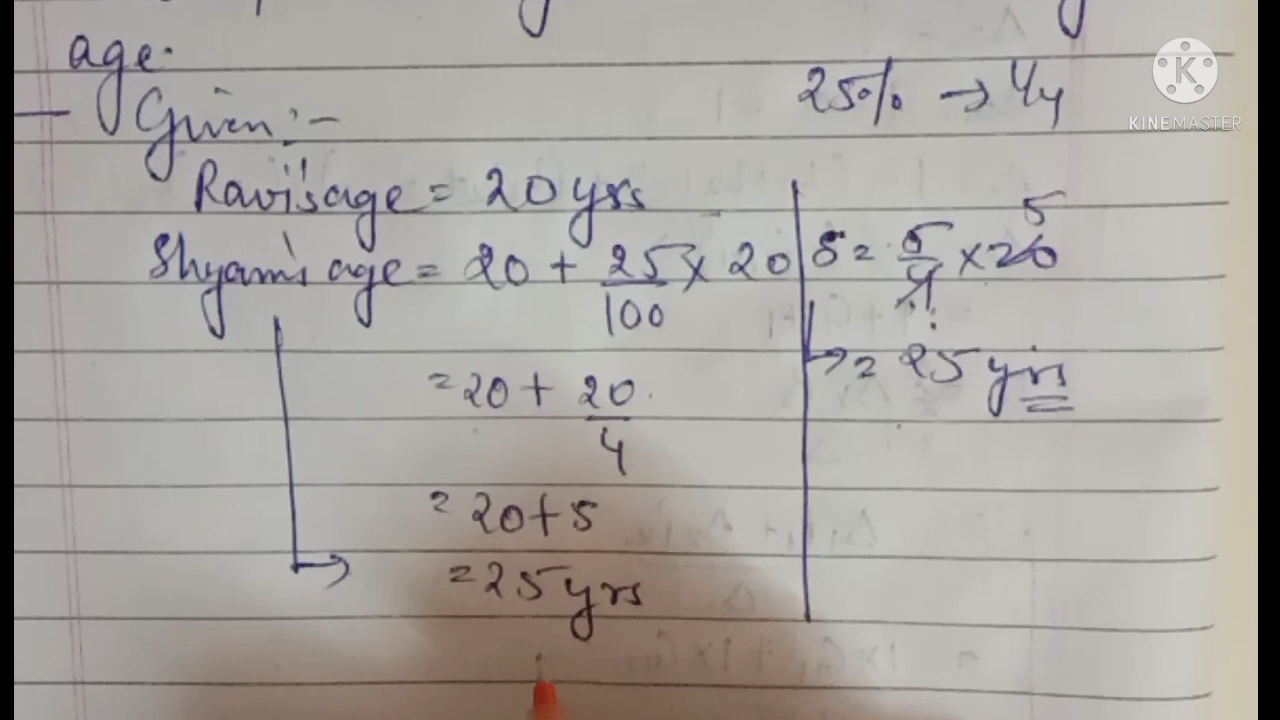 age.
25% → 1/4
K
KINEMASTER
Given :-
Ravi's age = 20 yrs
Shyam's age = 20 + 25/100 × 20
= 20 + 20/4
= 20 + 5
= 25 yrs
S = 5/4 × 20
5
= 25 yrs